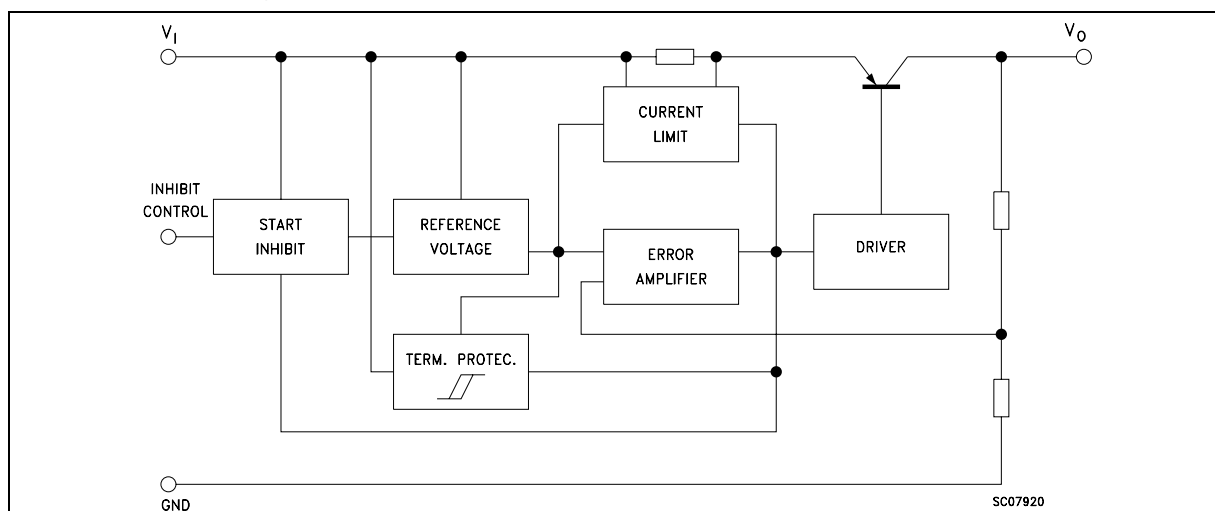 V_I
V_O
CURRENT
LIMIT
INHIBIT
CONTROL
START
INHIBIT
REFERENCE
VOLTAGE
ERROR
AMPLIFIER
DRIVER
TERM. PROTEC.
GND
SC07920